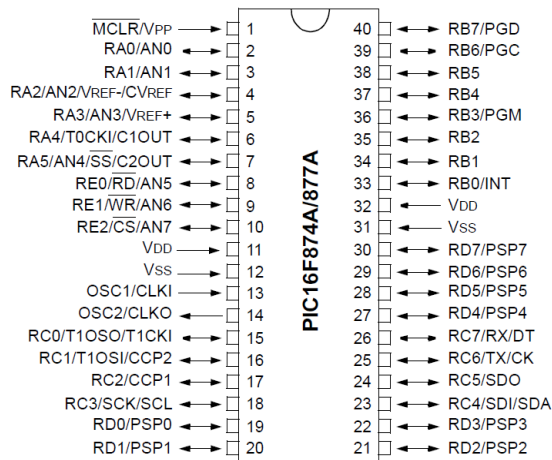 MCLR/VPP 1 40 RB7/PGD
RA0/AN0 2 39 RB6/PGC
RA1/AN1 3 38 RB5
RA2/AN2/VREF-/CVREF 4 37 RB4
RA3/AN3/VREF+ 5 36 RB3/PGM
RA4/T0CKI/C1OUT 6 35 RB2
RA5/AN4/SS/C2OUT 7 34 RB1
RE0/RD/AN5 8 33 RB0/INT
RE1/WR/AN6 9 32 VDD
RE2/CS/AN7 10 31 VSS
VDD 11 30 RD7/PSP7
VSS 12 29 RD6/PSP6
OSC1/CLKI 13 28 RD5/PSP5
OSC2/CLKO 14 27 RD4/PSP4
RC0/T1OSO/T1CKI 15 26 RC7/RX/DT
RC1/T1OSI/CCP2 16 25 RC6/TX/CK
RC2/CCP1 17 24 RC5/SDO
RC3/SCK/SCL 18 23 RC4/SDI/SDA
RD0/PSP0 19 22 RD3/PSP3
RD1/PSP1 20 21 RD2/PSP2
PIC16F874A/877A